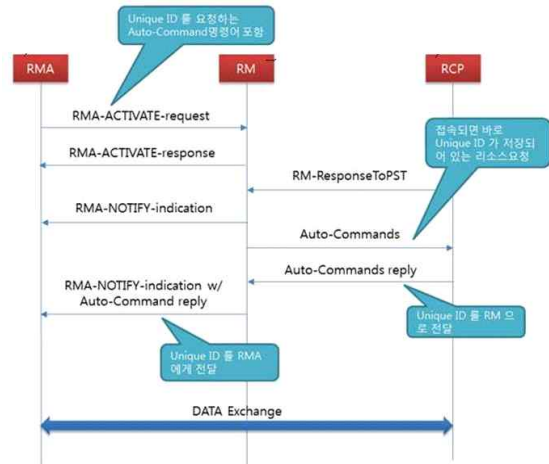 Unique ID 를 요청하는
Auto-Command명령어 포함
RMA
RM
RCP
RMA-ACTIVATE-request
접속되면 바로
Unique ID 가 저장되
어 있는 리소스요청
RMA-ACTIVATE-response
RM-ResponseToPST
RMA-NOTIFY-indication
Auto-Commands
Auto-Commands reply
RMA-NOTIFY-indication w/
Auto-Command reply
Unique ID 를 RM 으
로 전달
Unique ID 를 RMA
에게 전달
DATA Exchange